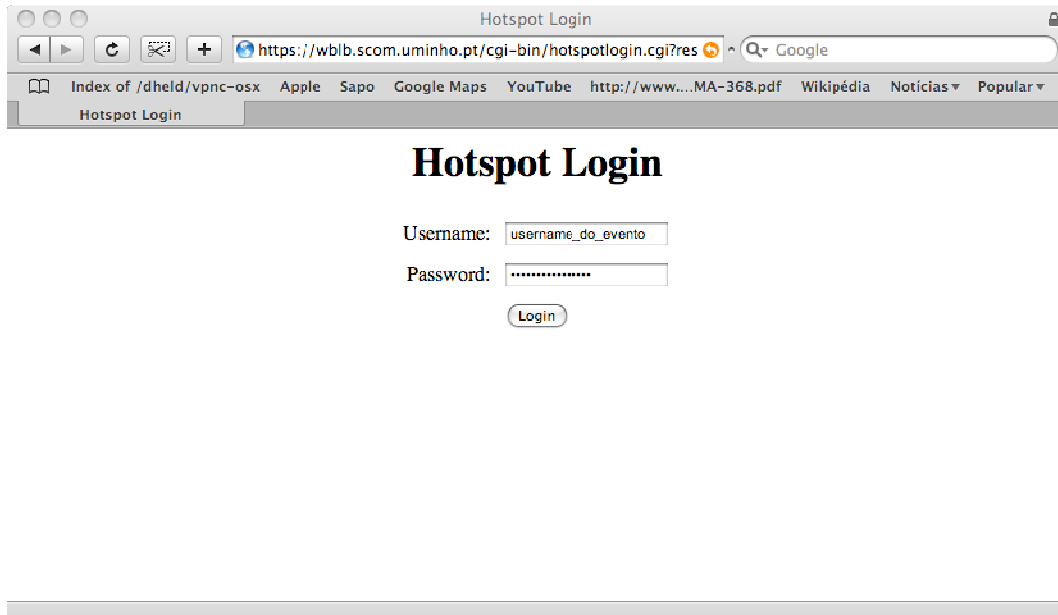 Hotspot Login
https://wblb.scom.uminho.pt/cgi-bin/hotspotlogin.cgi?res
Google
Index of /dheld/vpnc-osx Apple Sapo Google Maps YouTube http://www....MA-368.pdf Wikipédia Notícias Popular
Hotspot Login
Hotspot Login
Username: username_do_evento
Password: ••••••••••••••••
Login